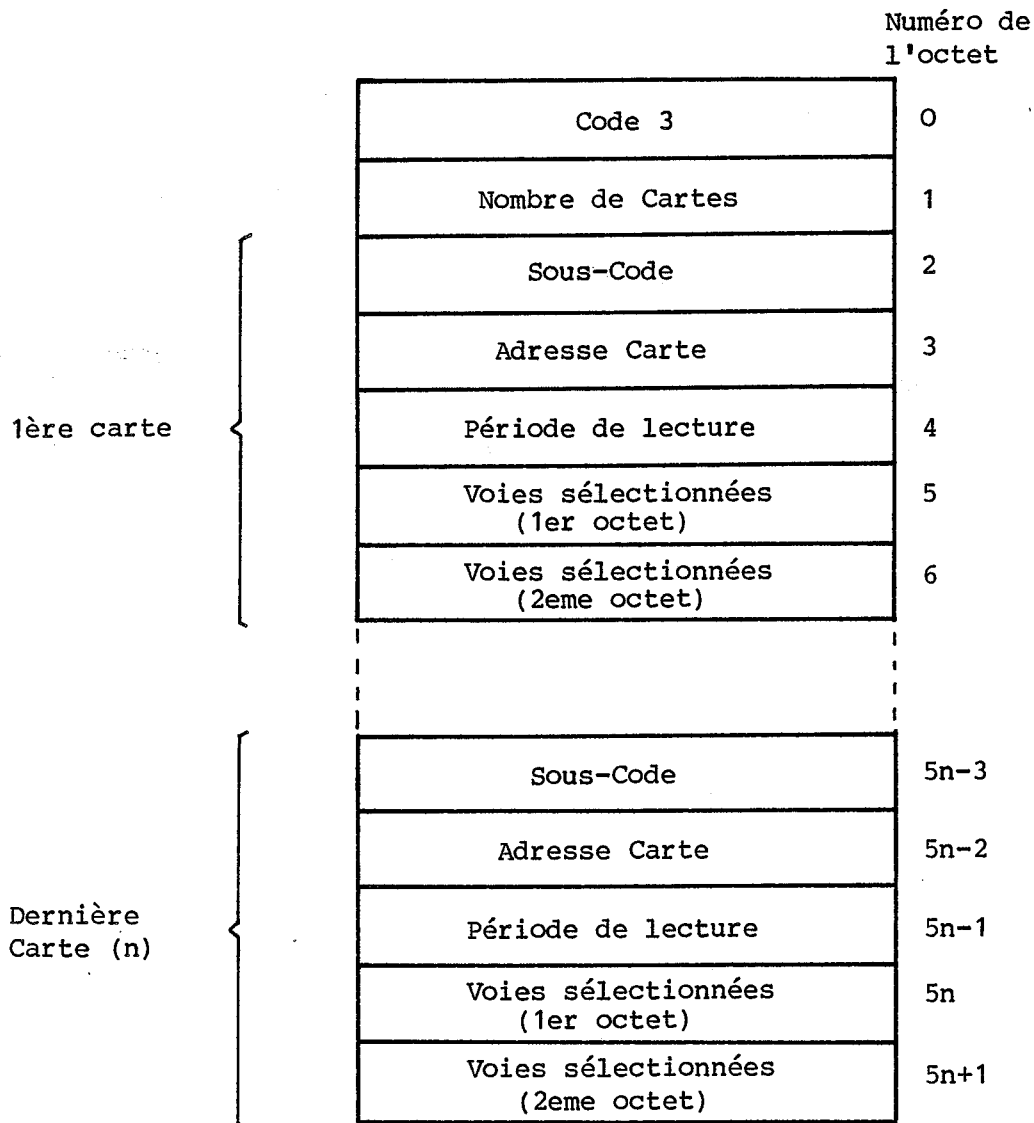 Numéro de
l'octet
Code 3 0
Nombre de Cartes 1
Sous-Code 2
Adresse Carte 3
1ère carte Période de lecture 4
Voies sélectionnées 5
(1er octet)
Voies sélectionnées 6
(2eme octet)
Sous-Code 5n-3
Adresse Carte 5n-2
Dernière
Carte (n)
Période de lecture 5n-1
Voies sélectionnées 5n
(1er octet)
Voies sélectionnées 5n+1
(2eme octet)